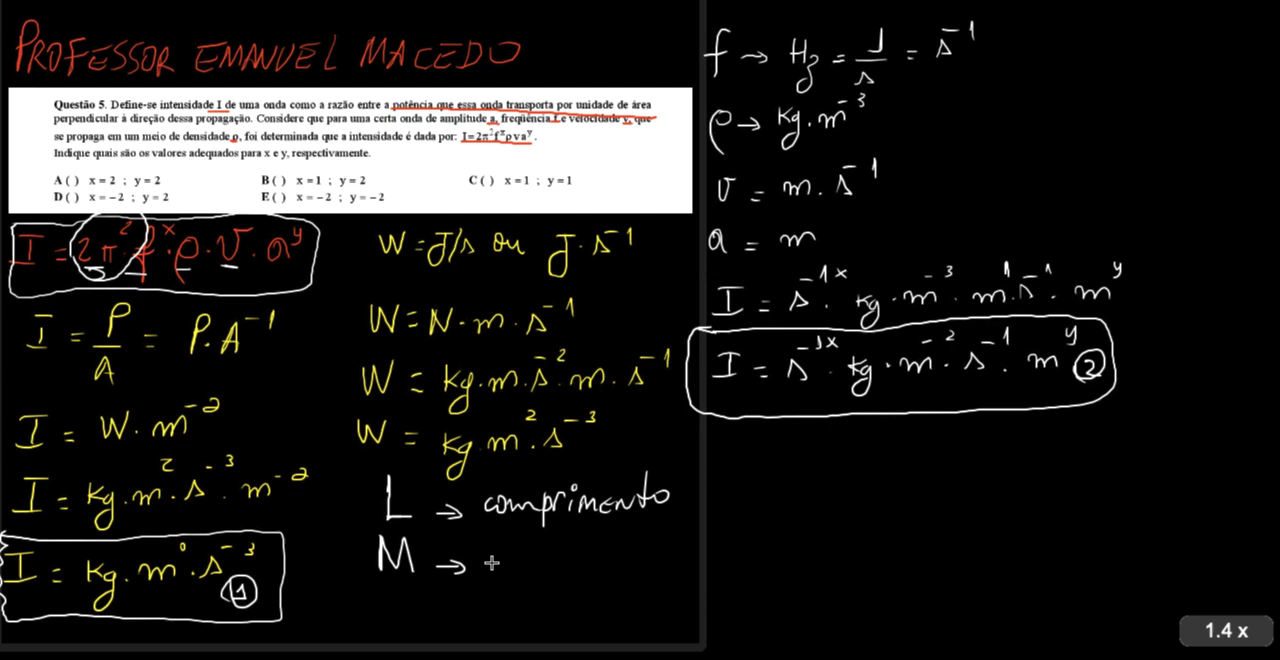 PROFESSOR EMANUEL MACEDO
Questão 5. Define-se intensidade I de uma onda como a razão entre a potência que essa onda transporta por unidade de área
perpendicular à direção dessa propagação. Considere que para uma certa onda de amplitude a, freqüência f e velocidade v, que
se propaga em um meio de densidade ρ, foi determinada que a intensidade é dada por: I=2π²fˣρvaʸ.
Indique quais são os valores adequados para x e y, respectivamente.
A ( ) x = 2 ; y = 2 B ( ) x = 1 ; y = 2 C ( ) x = 1 ; y = 1
D ( ) x = −2 ; y = 2 E ( ) x = −2 ; y = −2
I = 2π² fˣ · ρ · v · aʸ
I = P/A = P. A⁻¹
I = W. m⁻²
I = kg. m². s⁻³. m⁻²
I = kg. m⁰. s⁻³ ①
W = J/s ou J. s⁻¹
W = N. m. s⁻¹
W = kg. m. s⁻². m. s⁻¹
W = kg m². s⁻³
L → comprimento
M →
f → Hz = 1/s = s⁻¹
ρ → kg. m⁻³
v = m. s⁻¹
a = m
I = s⁻¹ˣ. kg. m⁻³. m¹. s⁻¹. mʸ
I = s⁻¹ˣ. kg. m⁻². s⁻¹. mʸ ②
1.4 x